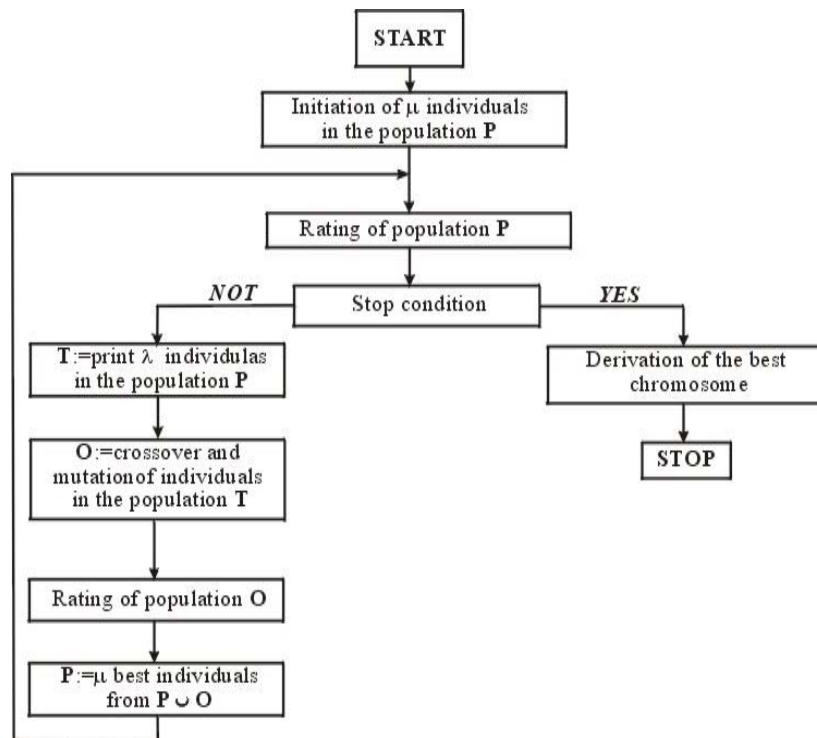 START
Initiation of μ individuals
in the population P
Rating of population P
Stop condition
NOT
YES
T:=print λ individulas
in the population P
O:=crossover and
mutationof individuals
in the population T
Rating of population O
P:=μ best individuals
from P ∪ O
Derivation of the best
chromosome
STOP